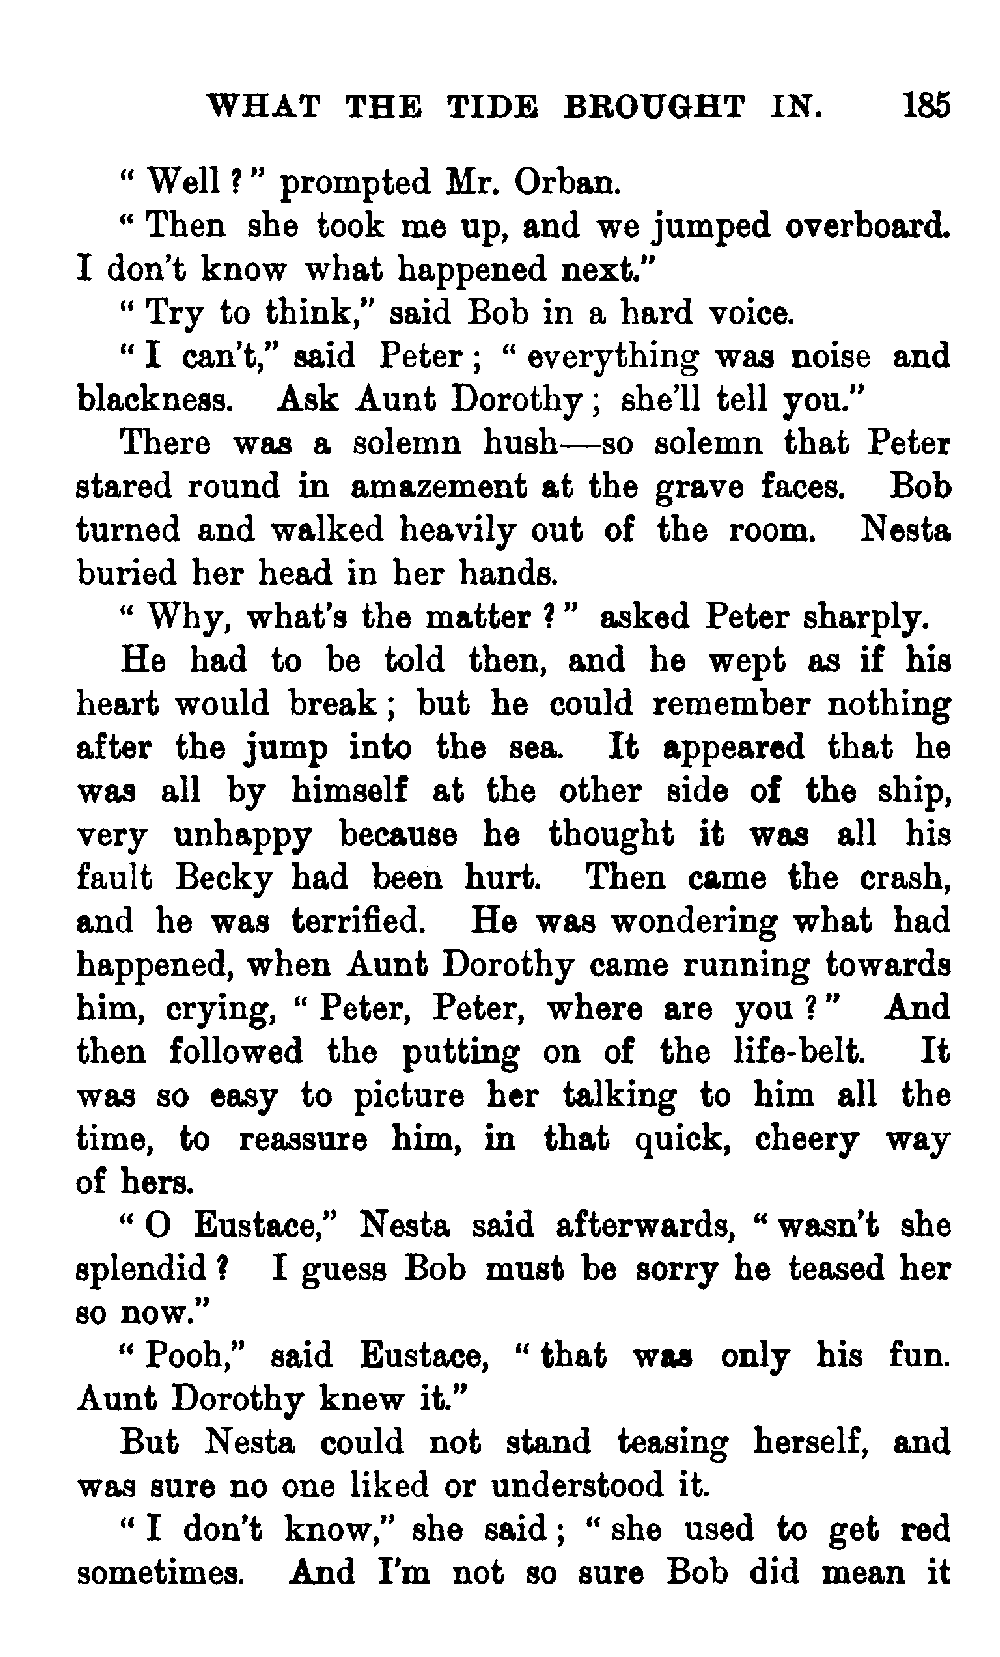 WHAT THE TIDE BROUGHT IN. 185
" Well ? " prompted Mr. Orban.
" Then she took me up, and we jumped overboard.
I don't know what happened next."
" Try to think," said Bob in a hard voice.
" I can't," said Peter ; " everything was noise and
blackness. Ask Aunt Dorothy ; she'll tell you."
There was a solemn hush—so solemn that Peter
stared round in amazement at the grave faces. Bob
turned and walked heavily out of the room. Nesta
buried her head in her hands.
" Why, what's the matter ? " asked Peter sharply.
He had to be told then, and he wept as if his
heart would break ; but he could remember nothing
after the jump into the sea. It appeared that he
was all by himself at the other side of the ship,
very unhappy because he thought it was all his
fault Becky had been hurt. Then came the crash,
and he was terrified. He was wondering what had
happened, when Aunt Dorothy came running towards
him, crying, " Peter, Peter, where are you ? " And
then followed the putting on of the life-belt. It
was so easy to picture her talking to him all the
time, to reassure him, in that quick, cheery way
of hers.
" O Eustace," Nesta said afterwards, " wasn't she
splendid ? I guess Bob must be sorry he teased her
so now."
" Pooh," said Eustace, " that was only his fun.
Aunt Dorothy knew it."
But Nesta could not stand teasing herself, and
was sure no one liked or understood it.
" I don't know," she said ; " she used to get red
sometimes. And I'm not so sure Bob did mean it